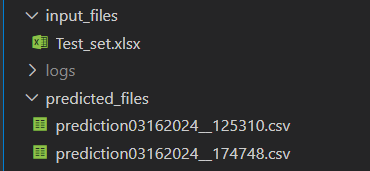 input_files
Test_set.xlsx
logs
predicted_files
prediction03162024__125310.csv
prediction03162024__174748.csv